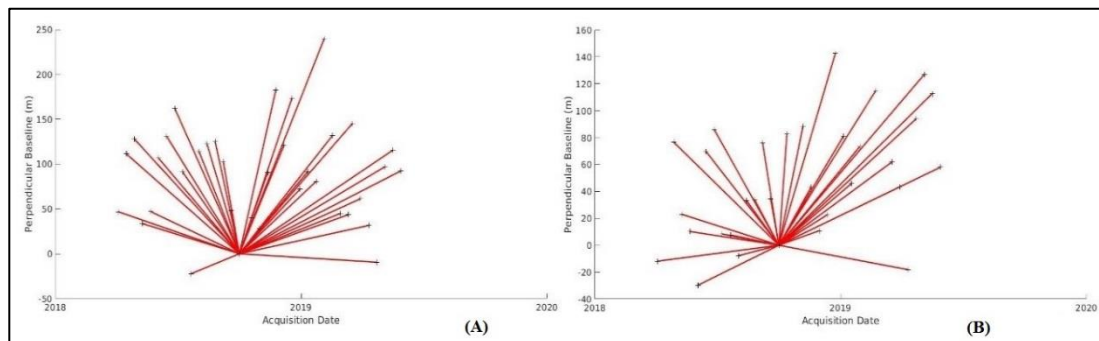 250
200
150
100
50
0
-50
Perpendicular Baseline (m)
2018 2019 2020
Acquisition Date
(A)
160
140
120
100
80
60
40
20
0
-20
-40
Perpendicular Baseline (m)
2018 2019 2020
Acquisition Date
(B)